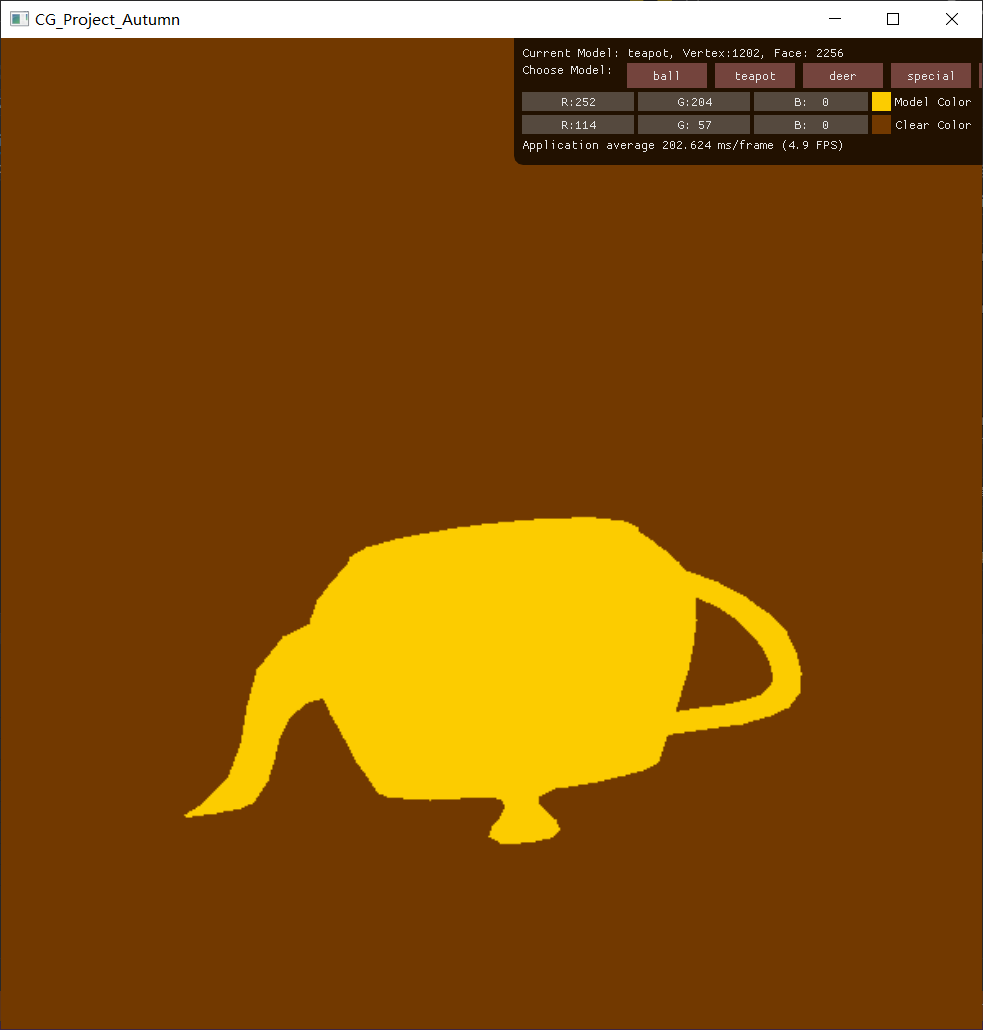 CG_Project_Autumn
Current Model: teapot, Vertex:1202, Face: 2256
Choose Model: ball teapot deer special
R:252 G:204 B: 0 Model Color
R:114 G: 57 B: 0 Clear Color
Application average 202.624 ms/frame (4.9 FPS)